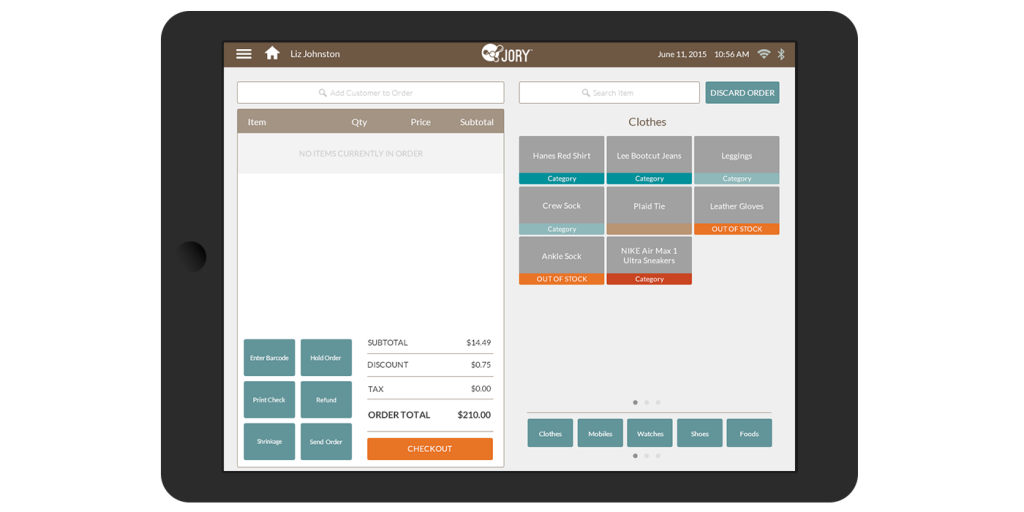 Liz Johnston
JORY
June 11, 2015 10:56 AM
Add Customer to Order
Search Item
DISCARD ORDER
Item Qty Price Subtotal
NO ITEMS CURRENTLY IN ORDER
Clothes
Hanes Red Shirt
Category
Lee Bootcut Jeans
Category
Leggings
Category
Crew Sock
Category
Plaid Tie
Leather Gloves
OUT OF STOCK
Ankle Sock
OUT OF STOCK
NIKE Air Max 1
Ultra Sneakers
Category
Enter Barcode
Hold Order
Print Check
Refund
Shrinkage
Send Order
SUBTOTAL $14.49
DISCOUNT $0.75
TAX $0.00
ORDER TOTAL $210.00
CHECKOUT
Clothes
Mobiles
Watches
Shoes
Foods